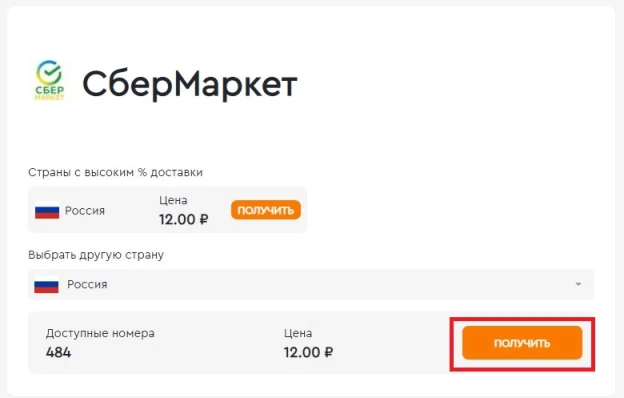 СБЕР
МАРКЕТ
СберМаркет
Страны с высоким % доставки
Россия
Цена
12.00 ₽
ПОЛУЧИТЬ
Выбрать другую страну
Россия
Доступные номера
484
Цена
12.00 ₽
ПОЛУЧИТЬ